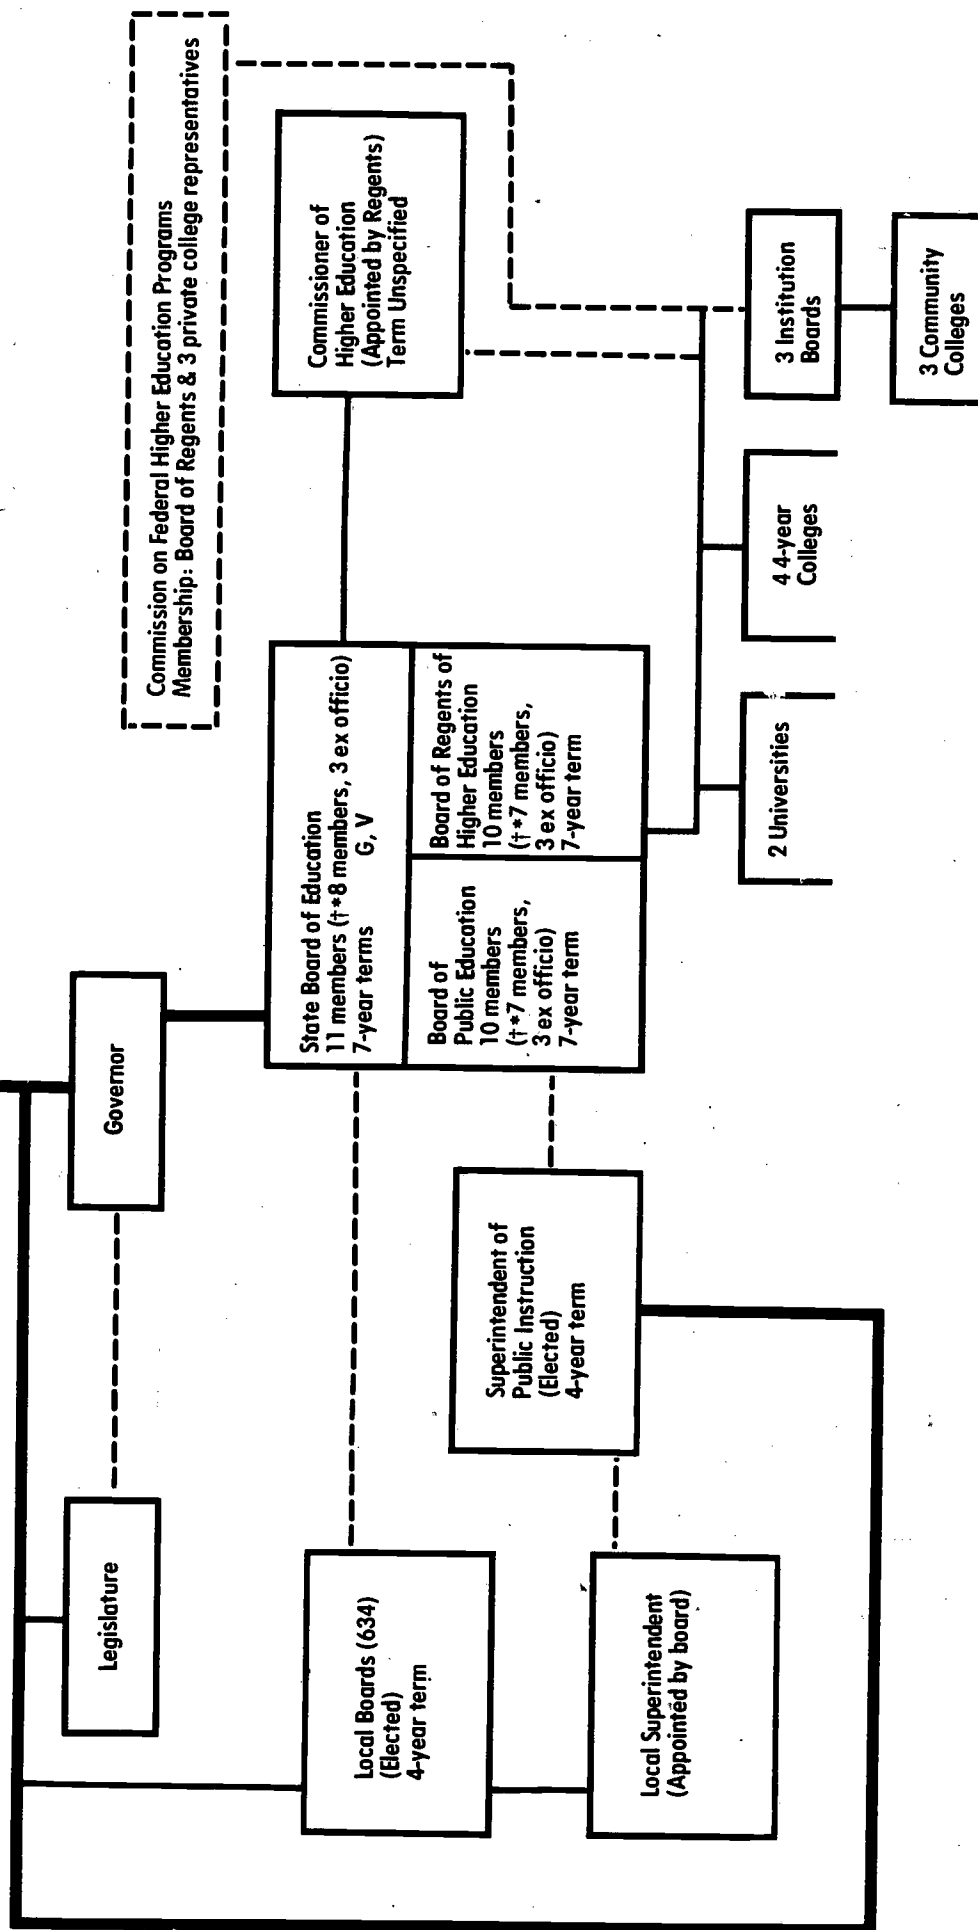 Commission on Federal Higher Education Programs
Membership: Board of Regents & 3 private college representatives
Governor
Legislature
State Board of Education
11 members (†*8 members, 3 ex officio)
7-year terms G, V
Board of
Public Education
10 members
(†*7 members,
3 ex officio)
7-year term
Board of Regents of
Higher Education
10 members
(†*7 members,
3 ex officio)
7-year term
Commissioner of
Higher Education
(Appointed by Regents)
Term Unspecified
Local Boards (634)
(Elected)
4-year term
Superintendent of
Public Instruction
(Elected)
4-year term
Local Superintendent
(Appointed by board)
2 Universities
4 4-year
Colleges
3 Institution
Boards
3 Community
Colleges